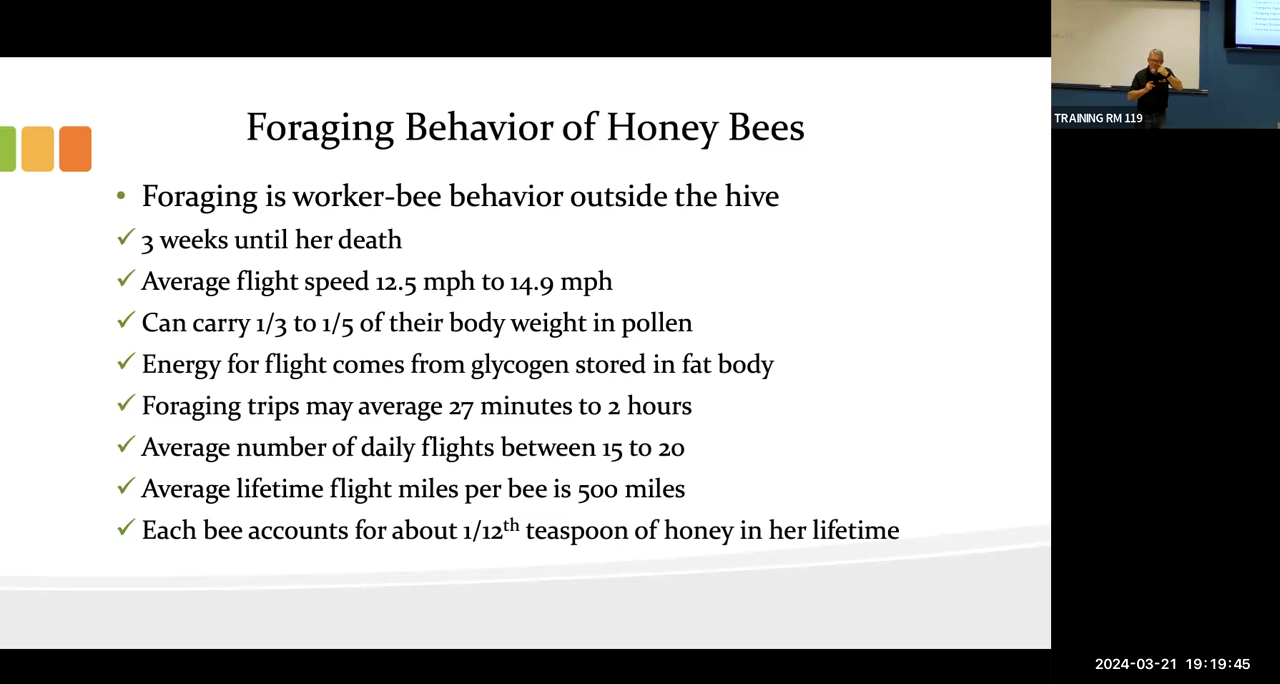 Foraging Behavior of Honey Bees
• Foraging is worker-bee behavior outside the hive
✓ 3 weeks until her death
✓ Average flight speed 12.5 mph to 14.9 mph
✓ Can carry 1/3 to 1/5 of their body weight in pollen
✓ Energy for flight comes from glycogen stored in fat body
✓ Foraging trips may average 27 minutes to 2 hours
✓ Average number of daily flights between 15 to 20
✓ Average lifetime flight miles per bee is 500 miles
✓ Each bee accounts for about 1/12th teaspoon of honey in her lifetime
TRAINING RM 119
2024-03-21 19:19:45